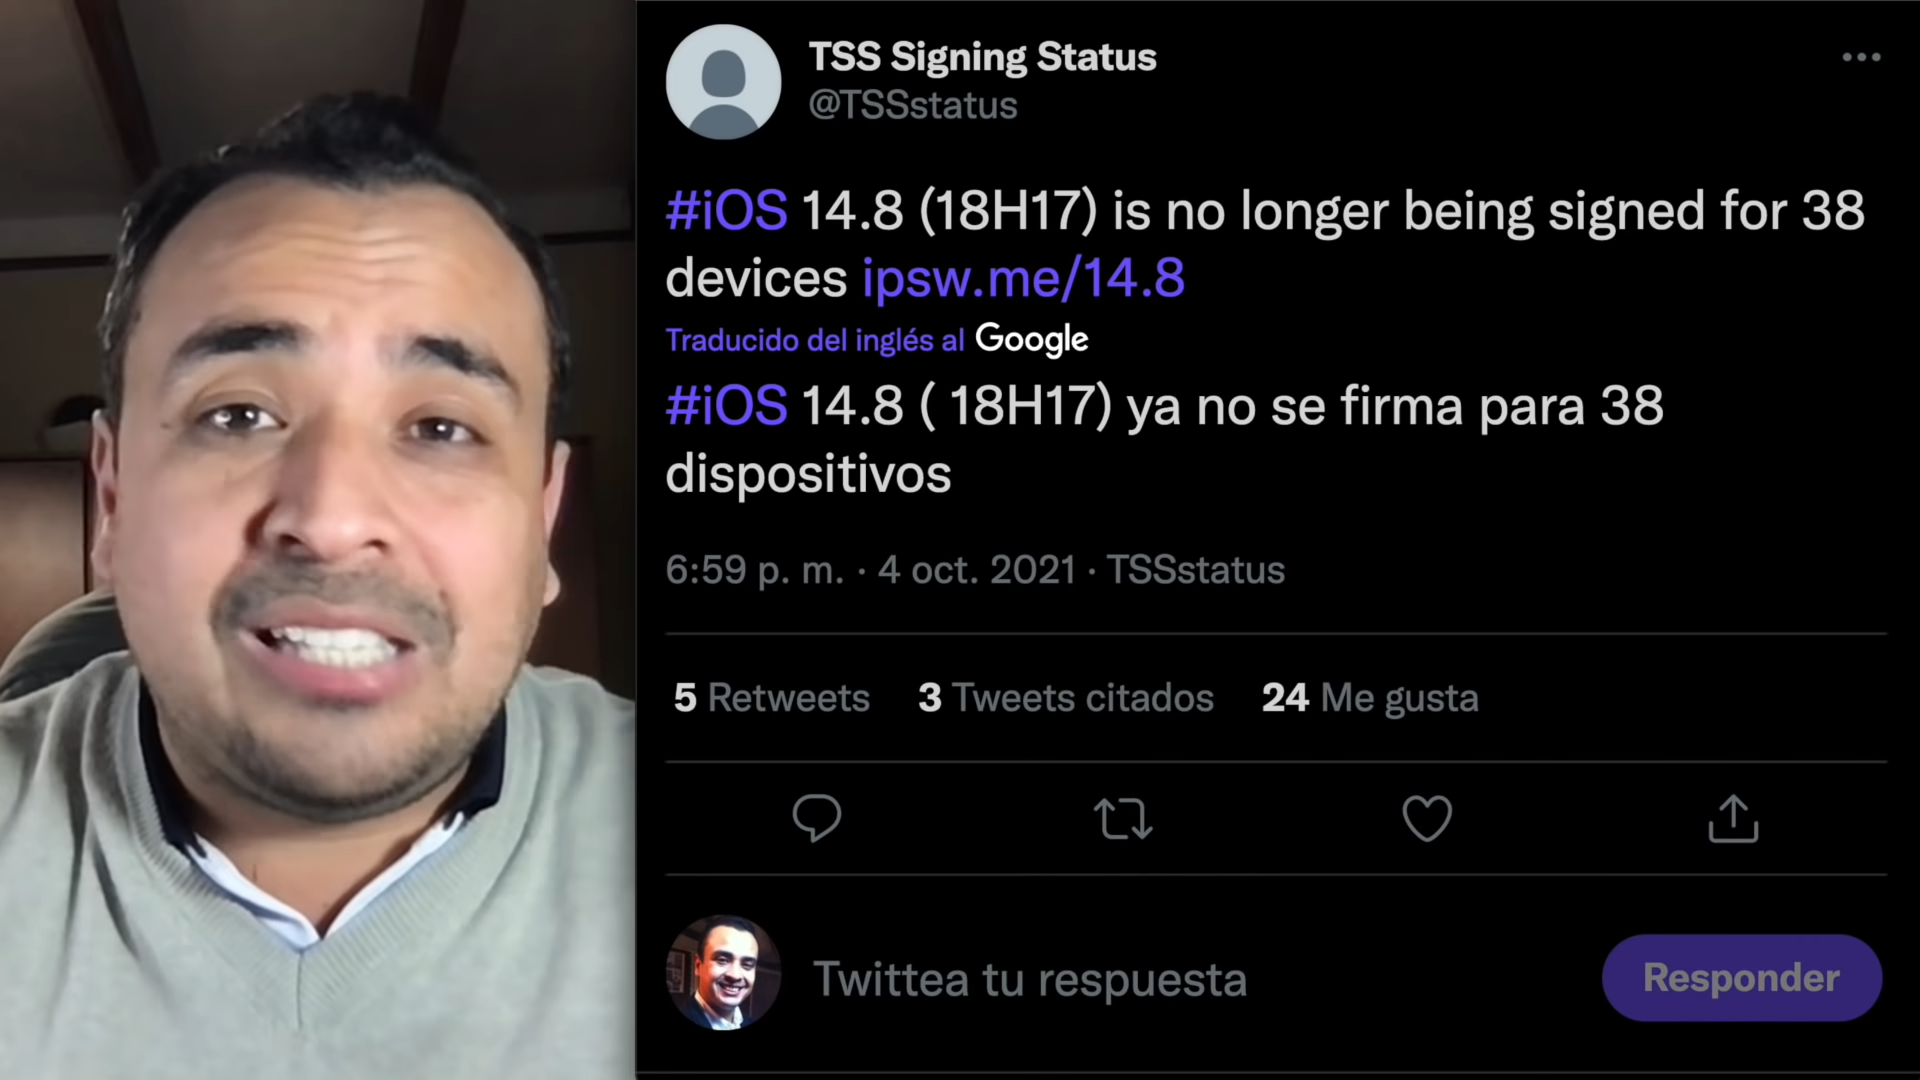 TSS Signing Status
@TSSstatus
#iOS 14.8 (18H17) is no longer being signed for 38
devices ipsw.me/14.8
Traducido del inglés al Google
#iOS 14.8 ( 18H17) ya no se firma para 38
dispositivos
6:59 p. m. · 4 oct. 2021 · TSSstatus
5 Retweets 3 Tweets citados 24 Me gusta
Twittea tu respuesta
Responder